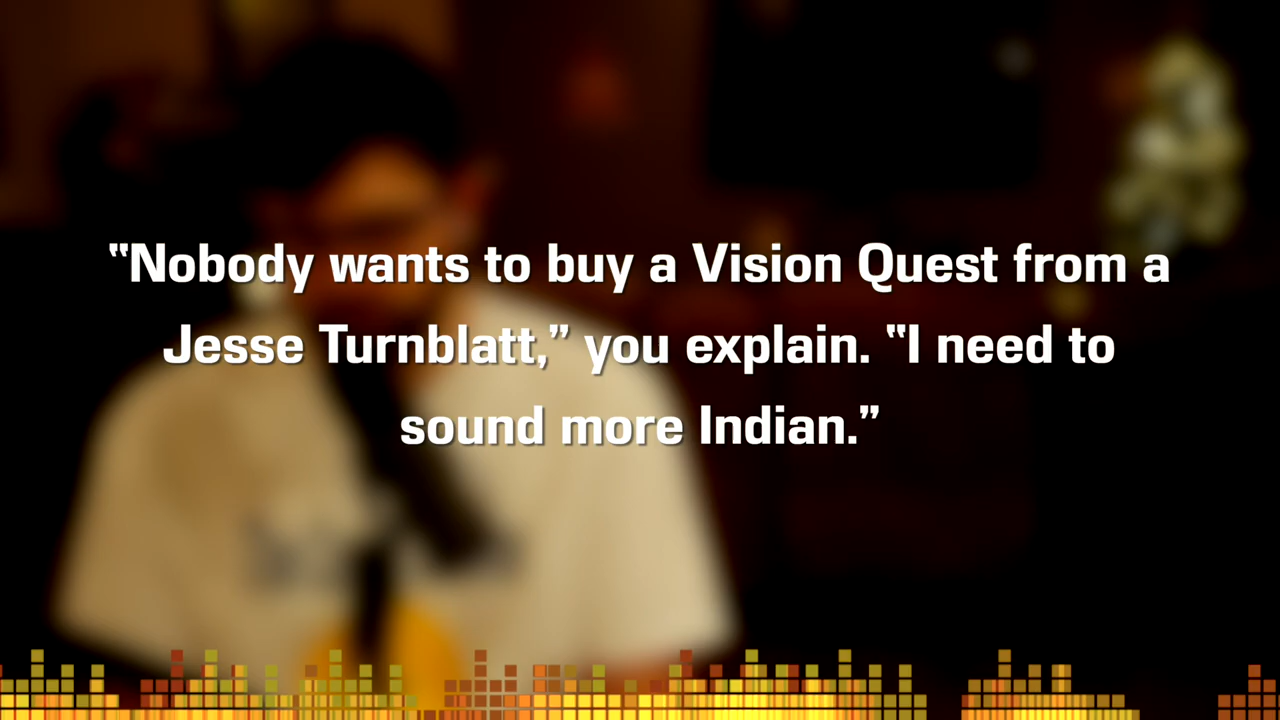 “Nobody wants to buy a Vision Quest from a
Jesse Turnblatt,” you explain. “I need to
sound more Indian.”